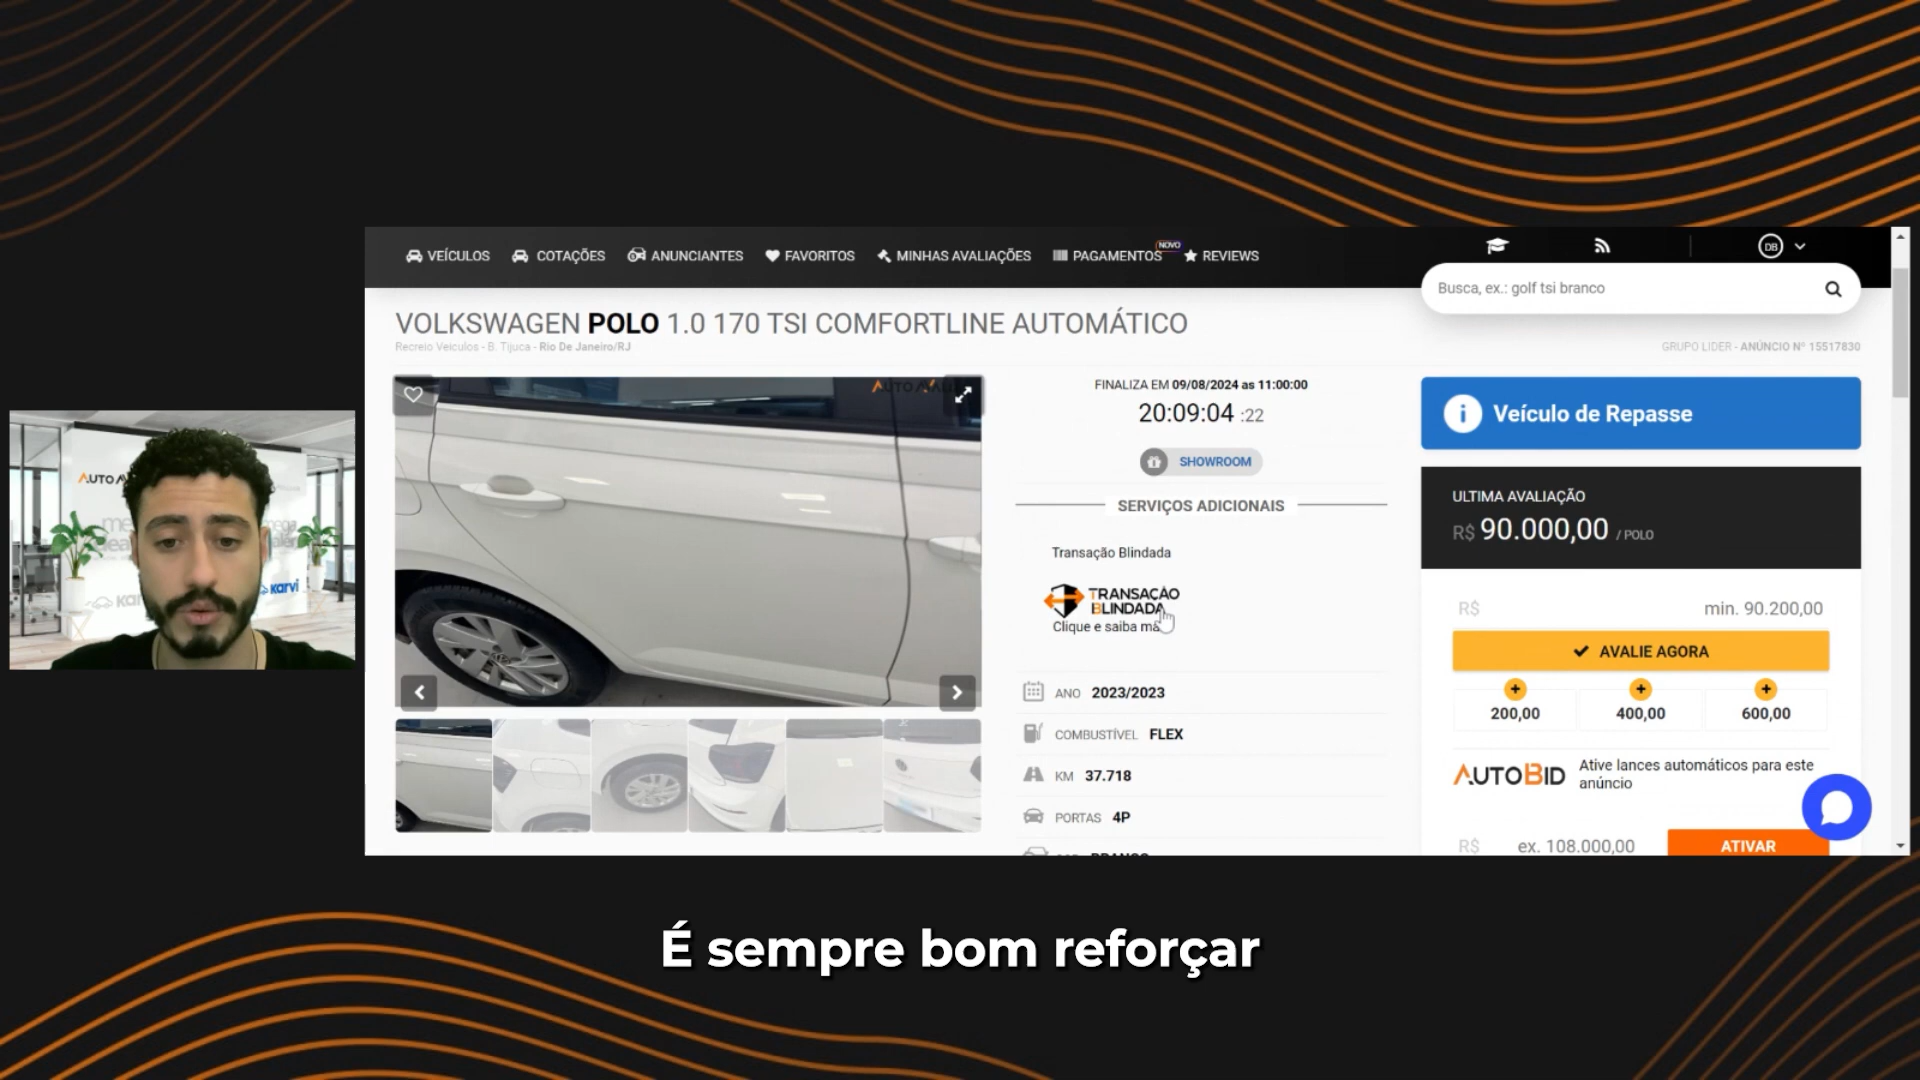 VEÍCULOS
COTAÇÕES
ANUNCIANTES
FAVORITOS
MINHAS AVALIAÇÕES
PAGAMENTOS
NOVO
REVIEWS
DB
Busca, ex.: golf tsi branco
VOLKSWAGEN POLO 1.0 170 TSI COMFORTLINE AUTOMÁTICO
Recreio Veiculos - B. Tijuca - Rio De Janeiro/RJ
GRUPO LIDER - ANÚNCIO Nº 15517830
FINALIZA EM 09/08/2024 as 11:00:00
20:09:04 :22
SHOWROOM
SERVIÇOS ADICIONAIS
Transação Blindada
TRANSAÇÃO
BLINDADA
Clique e saiba
ANO 2023/2023
COMBUSTÍVEL FLEX
KM 37.718
PORTAS 4P
Veículo de Repasse
ULTIMA AVALIAÇÃO
R$ 90.000,00 / POLO
R$ min. 90.200,00
AVALIE AGORA
200,00
400,00
600,00
AUTOBID
Ative lances automáticos para este
anúncio
R$ ex. 108.000,00
ATIVAR
karvi
É sempre bom reforçar